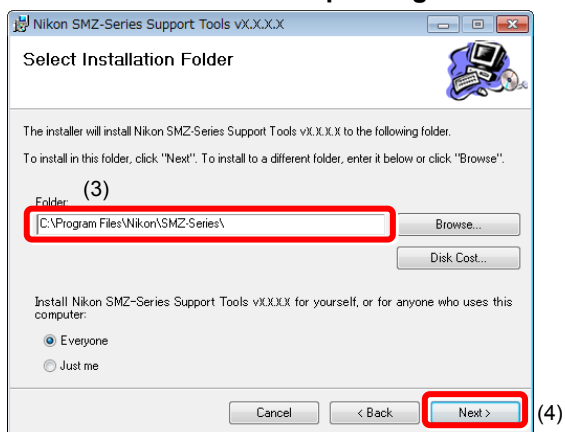 Nikon SMZ-Series Support Tools vX.X.X.X
Select Installation Folder
The installer will install Nikon SMZ-Series Support Tools vX.X.X.X to the following folder.
To install in this folder, click "Next". To install to a different folder, enter it below or click "Browse".
(3)
Folder:
C:\Program Files\Nikon\SMZ-Series\
Browse...
Disk Cost...
Install Nikon SMZ-Series Support Tools vX.X.X.X for yourself, or for anyone who uses this
computer:
Everyone
Just me
Cancel
< Back
Next >
(4)